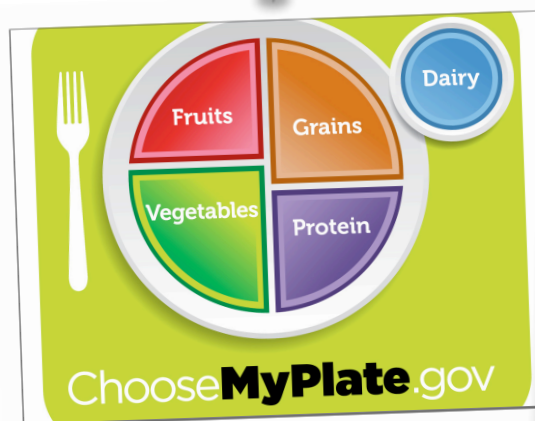 Fruits
Grains
Dairy
Vegetables
Protein
ChooseMyPlate.gov